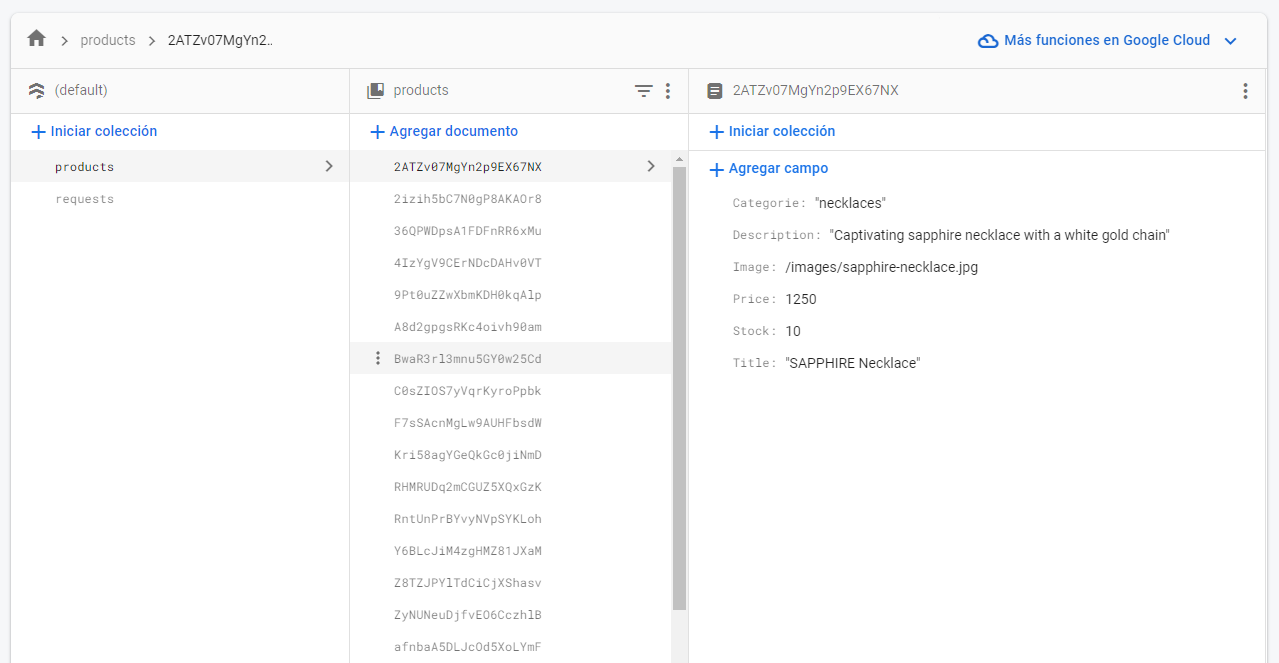 products
2ATZv07MgYn2..
Más funciones en Google Cloud
(default)
Iniciar colección
products
requests
products
Agregar documento
2ATZv07MgYn2p9EX67NX
2izih5bC7N0gP8AKAOr8
36QPWDpsA1FDFnRR6xMu
4IzYgV9CErNDcDAHv0VT
9Pt0uZZwXbmKDH0kqAlp
A8d2gpgsRKc4oivh90am
BwaR3rl3mnu5GY0w25Cd
C0sZIOS7yVqrKyroPpbk
F7sSAcnMgLw9AUHFbsdW
Kri58agYGeQkGc0jiNmD
RHMRUDq2mCGUZ5XQxGzK
RntUnPrBYvyNVpSYKLoh
Y6BLcJiM4zgHMZ81JXaM
Z8TZJPYlTdCiCjXShasv
ZyNUNeuDjfvEO6CczhlB
afnbaA5DLJcOd5XoLYmF
2ATZv07MgYn2p9EX67NX
Iniciar colección
Agregar campo
Categorie: "necklaces"
Description: "Captivating sapphire necklace with a white gold chain"
Image: /images/sapphire-necklace.jpg
Price: 1250
Stock: 10
Title: "SAPPHIRE Necklace"